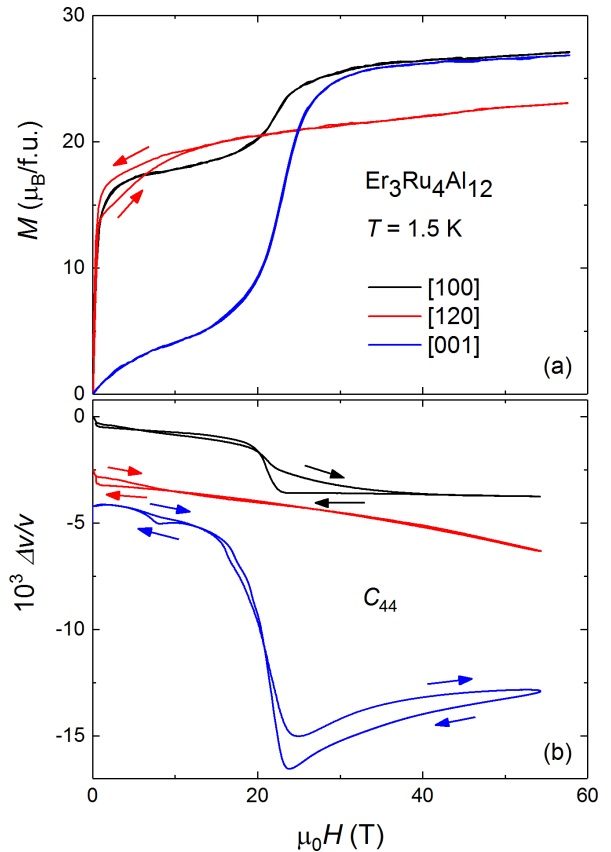 30
20
10
0
M (μB/f.u.)
Er3Ru4Al12
T = 1.5 K
[100]
[120]
[001]
(a)
0
-5
-10
-15
10³ Δv/v
C44
(b)
0 20 40 60
μ0H (T)